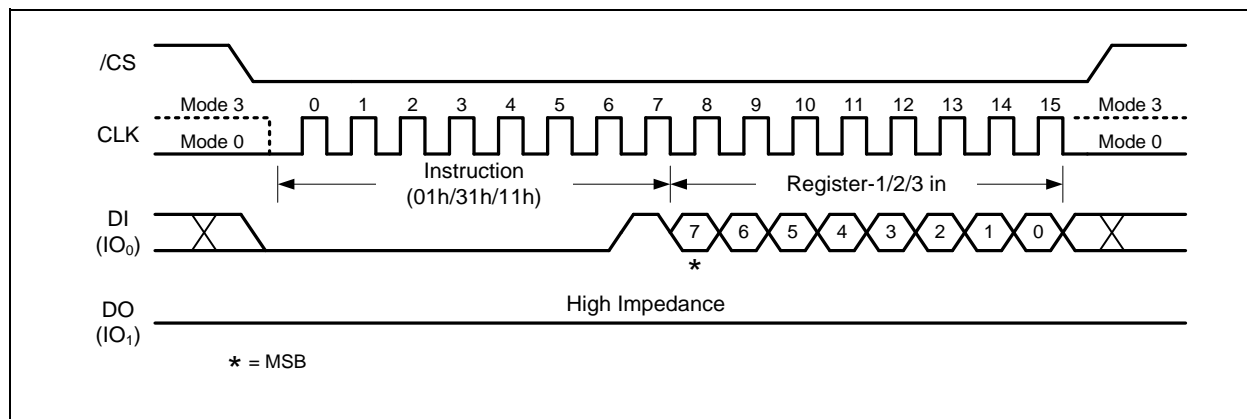 /CS
Mode 3 0 1 2 3 4 5 6 7 8 9 10 11 12 13 14 15 Mode 3
CLK
Mode 0 Mode 0
Instruction
(01h/31h/11h)
Register-1/2/3 in
DI
(IO₀)
7 6 5 4 3 2 1 0
*
High Impedance
DO
(IO₁)
* = MSB